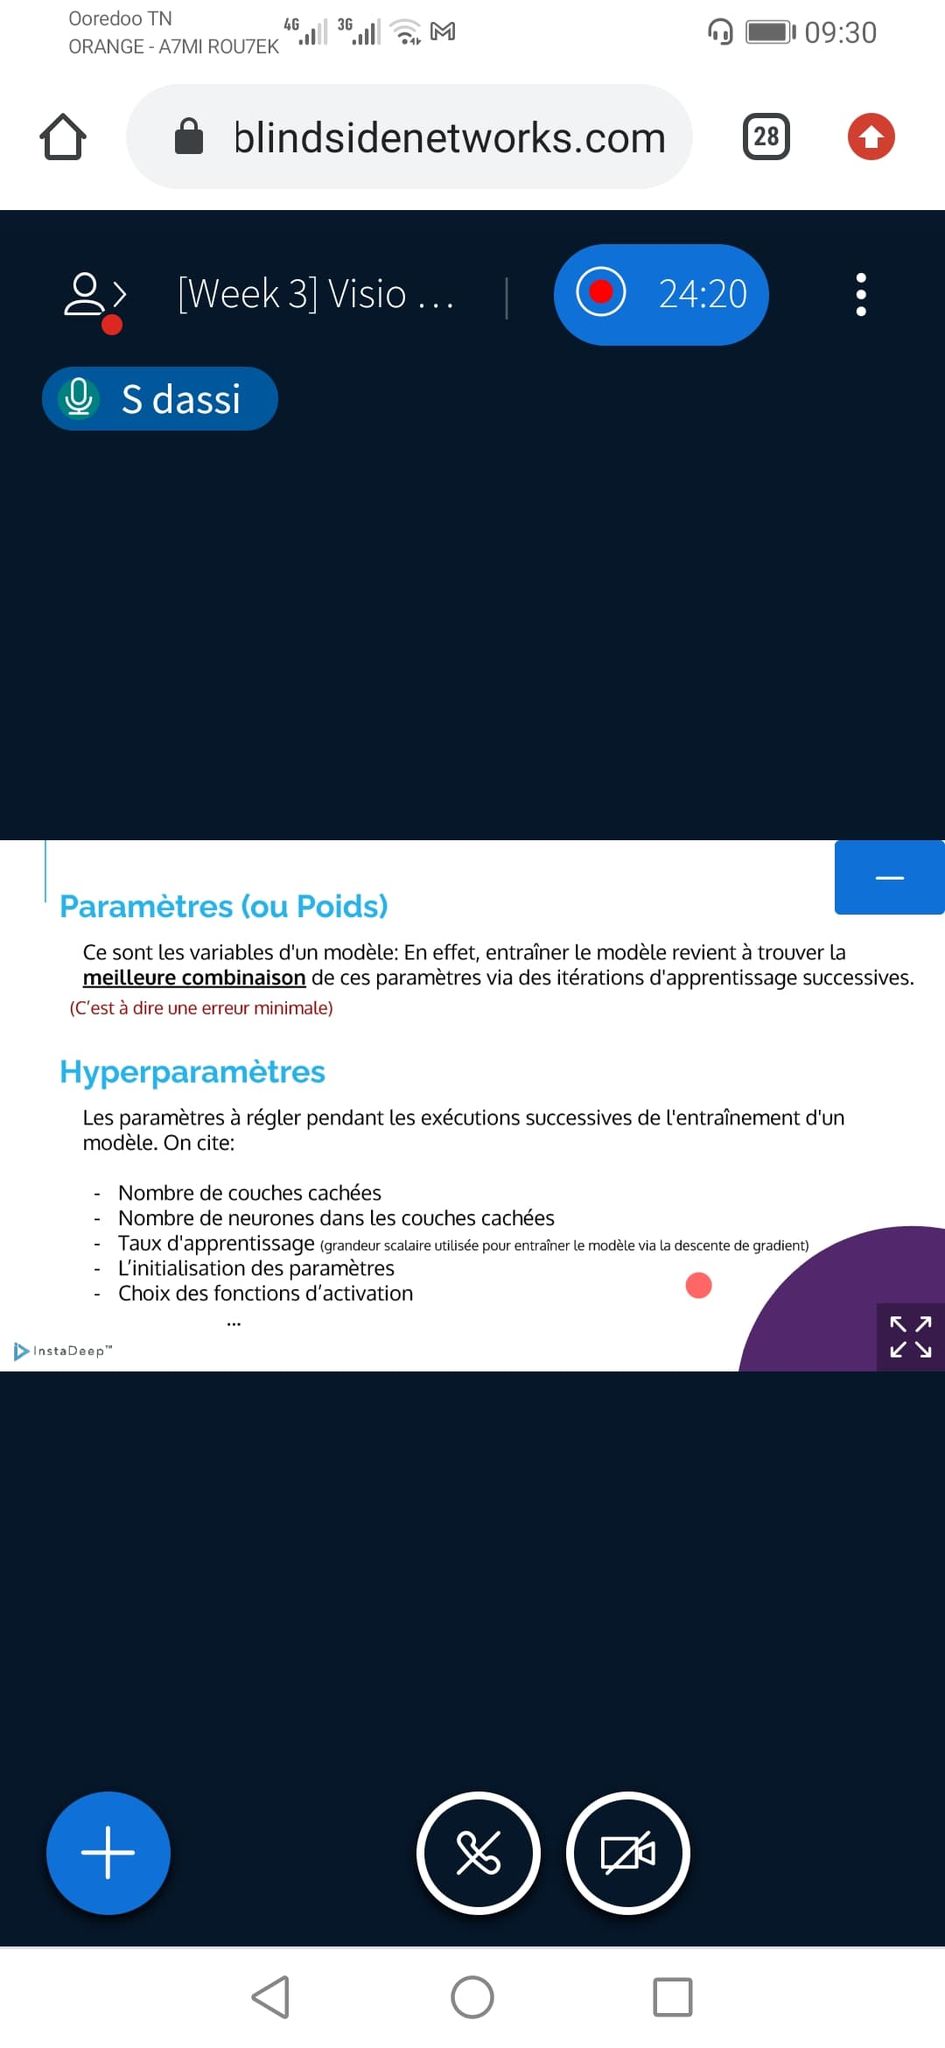 Ooredoo TN
ORANGE - A7MI ROU7EK
4G
3G
09:30
blindsidenetworks.com
28
[Week 3] Visio ...
24:20
S dassi
Paramètres (ou Poids)
Ce sont les variables d'un modèle: En effet, entraîner le modèle revient à trouver la
meilleure combinaison de ces paramètres via des itérations d'apprentissage successives.
(C'est à dire une erreur minimale)
Hyperparamètres
Les paramètres à régler pendant les exécutions successives de l'entraînement d'un
modèle. On cite:
- Nombre de couches cachées
- Nombre de neurones dans les couches cachées
- Taux d'apprentissage (grandeur scalaire utilisée pour entraîner le modèle via la descente de gradient)
- L'initialisation des paramètres
- Choix des fonctions d'activation
...
InstaDeep™